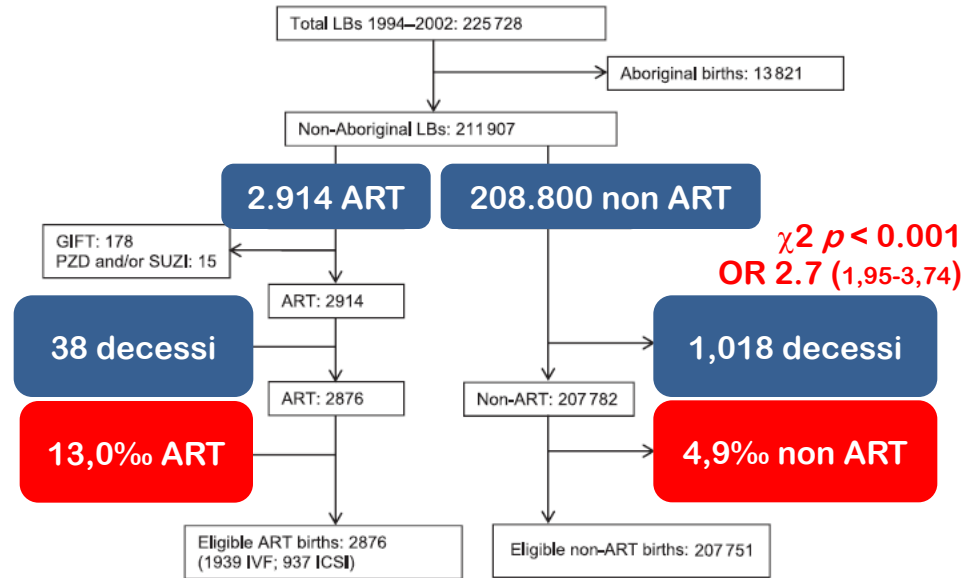 Total LBs 1994–2002: 225 728
Aboriginal births: 13 821
Non-Aboriginal LBs: 211 907
2.914 ART
208.800 non ART
GIFT: 178
PZD and/or SUZI: 15
χ2 p < 0.001
OR 2.7 (1,95-3,74)
ART: 2914
38 decessi
1,018 decessi
ART: 2876
Non-ART: 207 782
13,0‰ ART
4,9‰ non ART
Eligible ART births: 2876
(1939 IVF; 937 ICSI)
Eligible non-ART births: 207 751